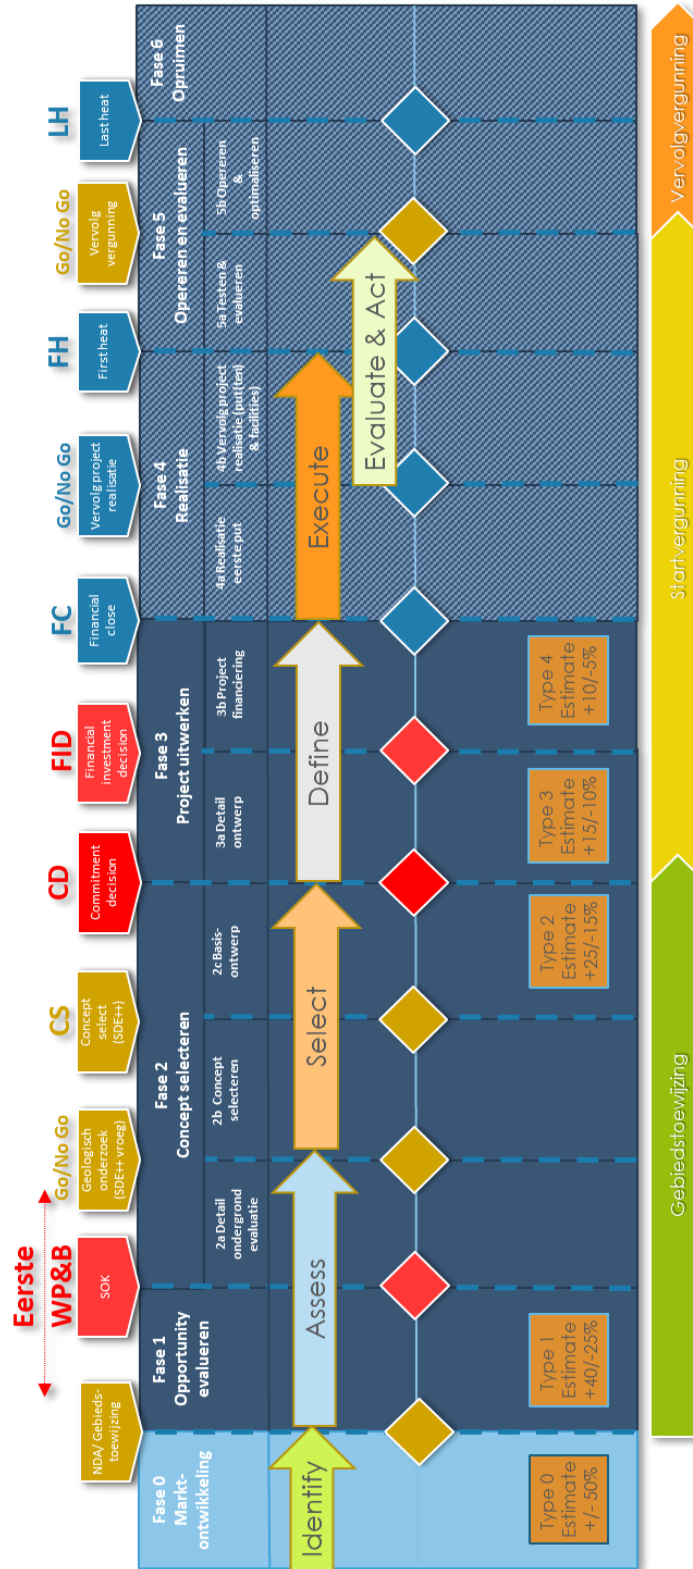 Eerste
WP&B
Go/No Go
CS
CD
FID
FC
Go/No Go
FH
Go/No Go
LH
NDA/ Gebieds-
toewijzing
SOK
Geologisch
onderzoek
(SDE++ vroeg)
Concept
select
(SDE++)
Commitment
decision
Financial
investment
decision
Financial
close
Vervolg project
realisatie
First heat
Vervolg
vergunning
Last heat
Fase 0
Markt-
ontwikkeling
Fase 1
Opportunity
evalueren
Fase 2
Concept selecteren
Fase 3
Project uitwerken
Fase 4
Realisatie
Fase 5
Opereren en evalueren
Fase 6
Opruimen
2a Detail
ondergrond
evaluatie
2b Concept
selecteren
2c Basis-
ontwerp
3a Detail
ontwerp
3b Project
financiering
4a Realisatie
eerste put
4b Vervolg project
realisatie (put(ten)
& facilities)
5a Testen &
evalueren
5b Opereren
&
optimaliseren
Identify
Assess
Select
Define
Execute
Evaluate & Act
Type 0
Estimate
+/- 50%
Type 1
Estimate
+40/-25%
Type 2
Estimate
+25/-15%
Type 3
Estimate
+15/-10%
Type 4
Estimate
+10/-5%
Gebiedstoewijzing
Startvergunning
Vervolgvergunning